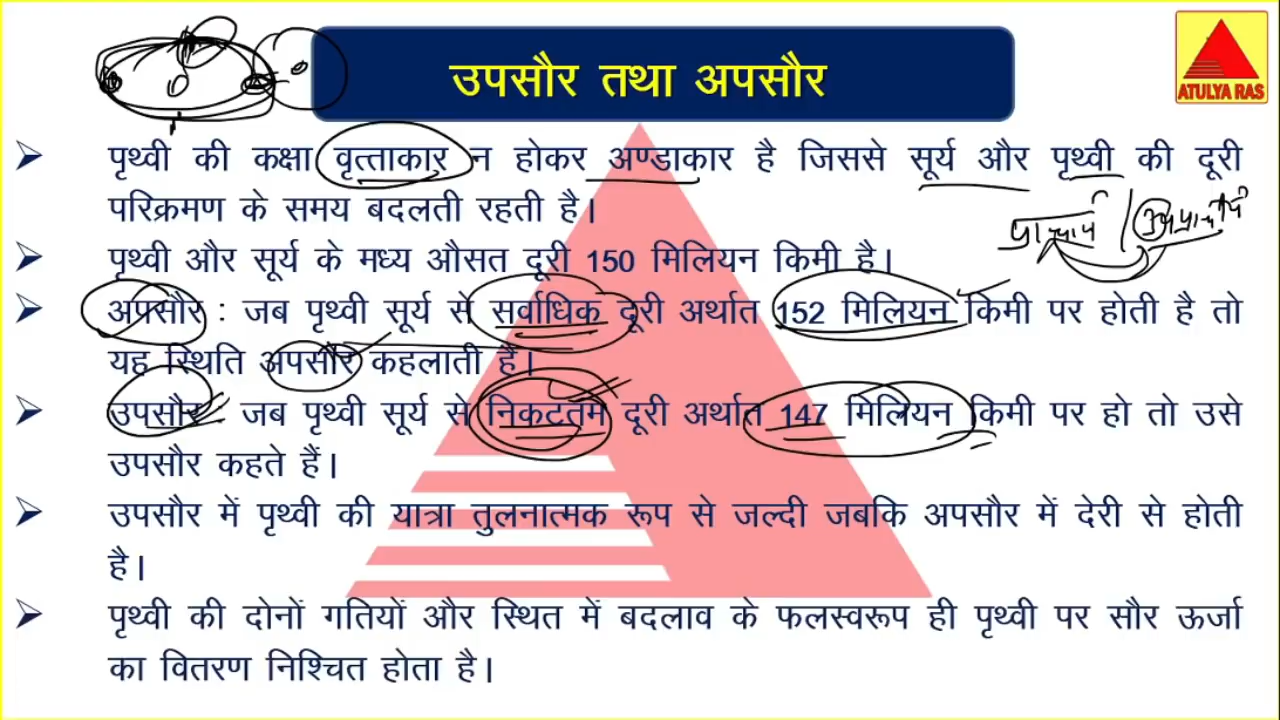 उपसौर तथा अपसौर
ATULYA RAS
➢ पृथ्वी की कक्षा वृत्ताकार न होकर अण्डाकार है जिससे सूर्य और पृथ्वी की दूरी
परिक्रमण के समय बदलती रहती है।
प्राचार्य / उपप्राचार्य
➢ पृथ्वी और सूर्य के मध्य औसत दूरी 150 मिलियन किमी है।
➢ अपसौर : जब पृथ्वी सूर्य से सर्वाधिक दूरी अर्थात 152 मिलियन किमी पर होती है तो
यह स्थिति अपसौर कहलाती है।
➢ उपसौर : जब पृथ्वी सूर्य से निकटतम दूरी अर्थात 147 मिलियन किमी पर हो तो उसे
उपसौर कहते हैं।
➢ उपसौर में पृथ्वी की यात्रा तुलनात्मक रूप से जल्दी जबकि अपसौर में देरी से होती
है।
➢ पृथ्वी की दोनों गतियों और स्थित में बदलाव के फलस्वरूप ही पृथ्वी पर सौर ऊर्जा
का वितरण निश्चित होता है।